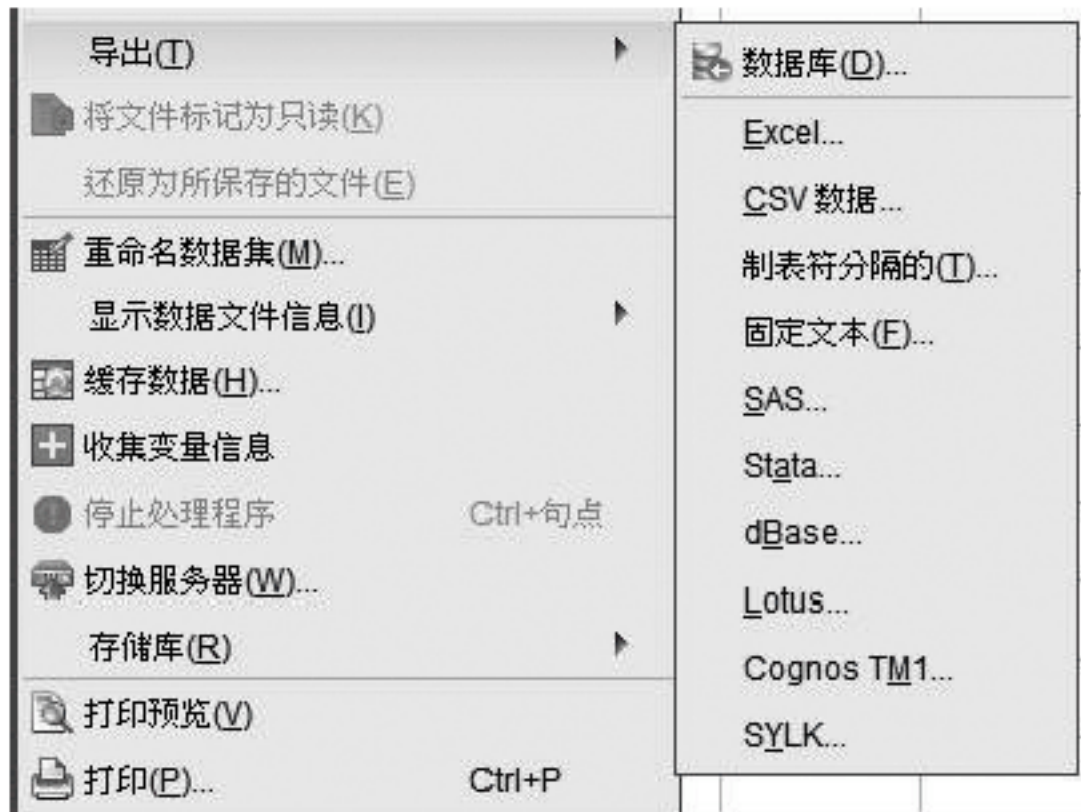 导出(T)
将文件标记为只读(K)
还原为所保存的文件(E)
重命名数据集(M)...
显示数据文件信息(I)
缓存数据(H)...
收集变量信息
停止处理程序 Ctrl+句点
切换服务器(W)...
存储库(R)
打印预览(V)
打印(P)... Ctrl+P
数据库(D)...
Excel...
CSV 数据...
制表符分隔的(T)...
固定文本(F)...
SAS...
Stata...
dBase...
Lotus...
Cognos TM1...
SYLK...